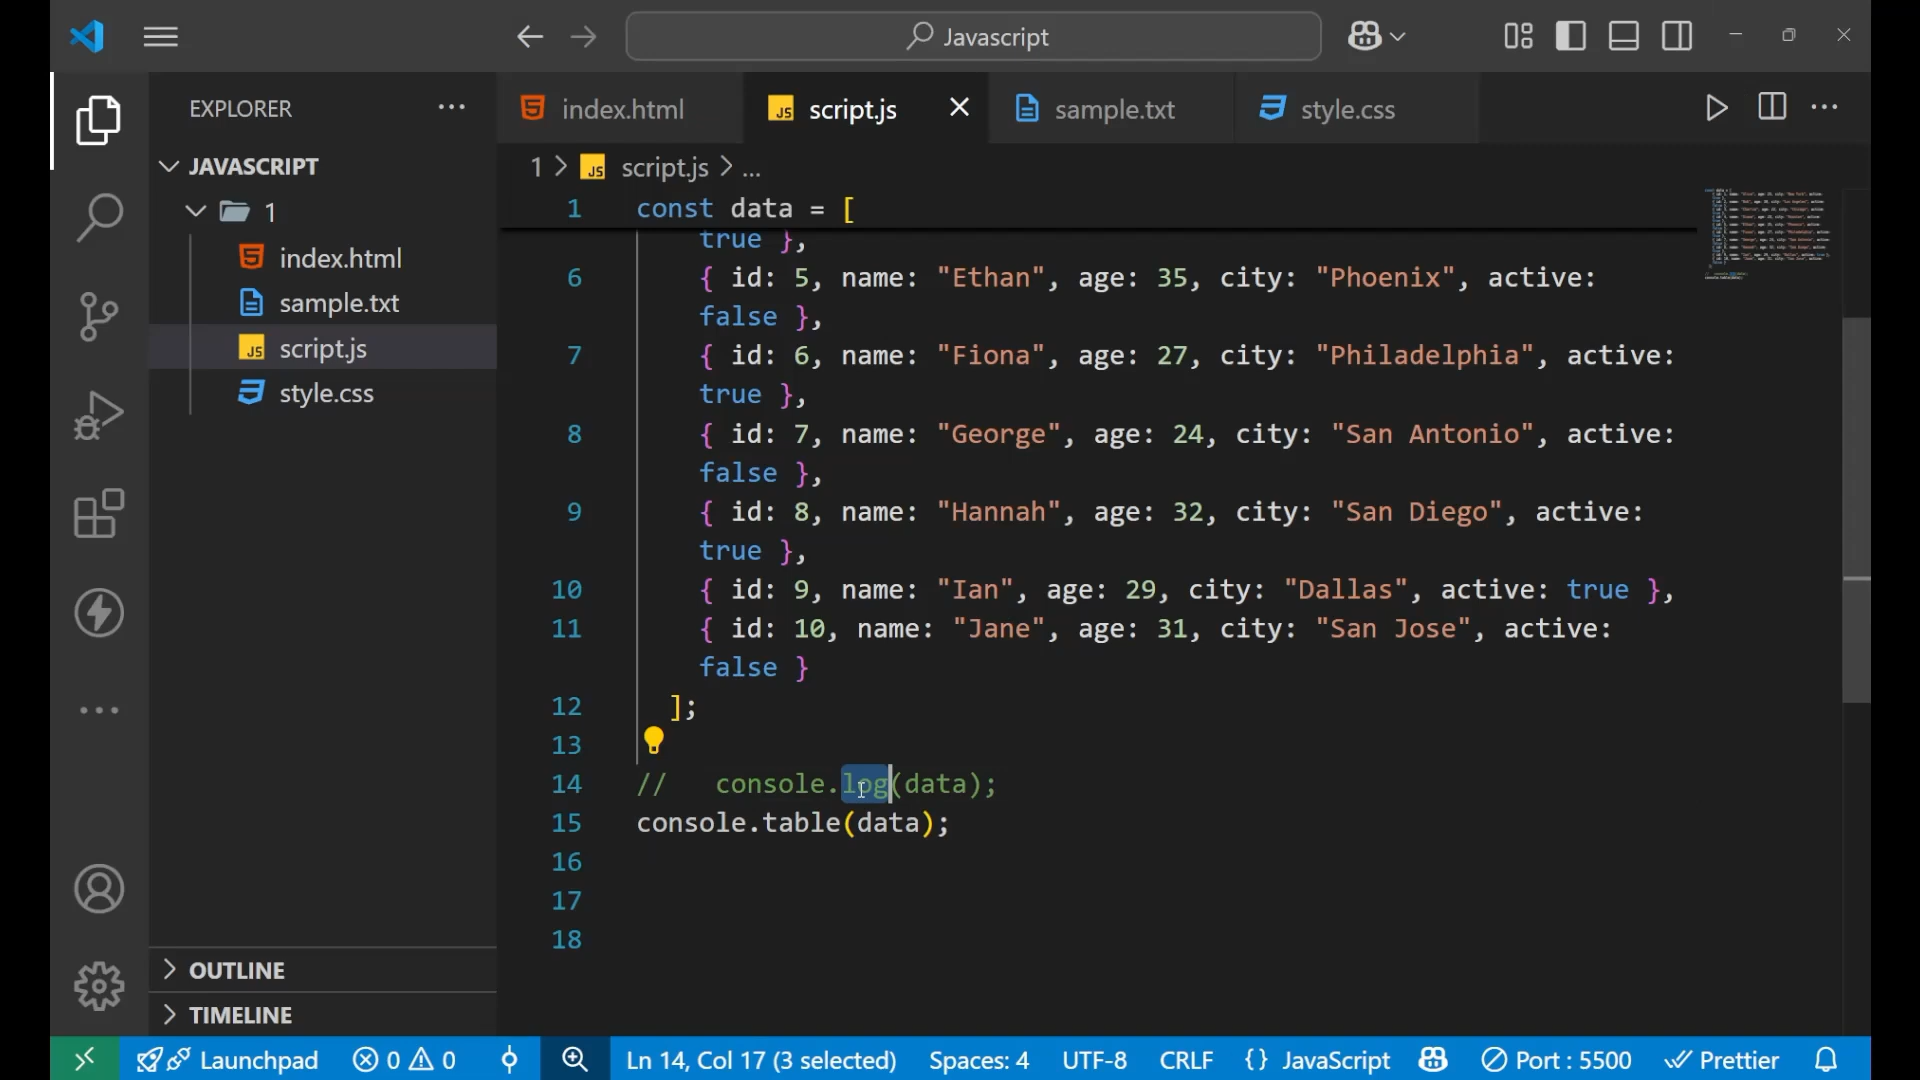 Javascript
EXPLORER
JAVASCRIPT
1
index.html
sample.txt
script.js
style.css
OUTLINE
TIMELINE
index.html
script.js
sample.txt
style.css
1 > script.js > ...
1 const data = [
true },
6 { id: 5, name: "Ethan", age: 35, city: "Phoenix", active:
false },
7 { id: 6, name: "Fiona", age: 27, city: "Philadelphia", active:
true },
8 { id: 7, name: "George", age: 24, city: "San Antonio", active:
false },
9 { id: 8, name: "Hannah", age: 32, city: "San Diego", active:
true },
10 { id: 9, name: "Ian", age: 29, city: "Dallas", active: true },
11 { id: 10, name: "Jane", age: 31, city: "San Jose", active:
false }
12 ];
13
14 // console.log(data);
15 console.table(data);
16
17
18
Launchpad 0 0 Ln 14, Col 17 (3 selected) Spaces: 4 UTF-8 CRLF {} JavaScript Port : 5500 Prettier